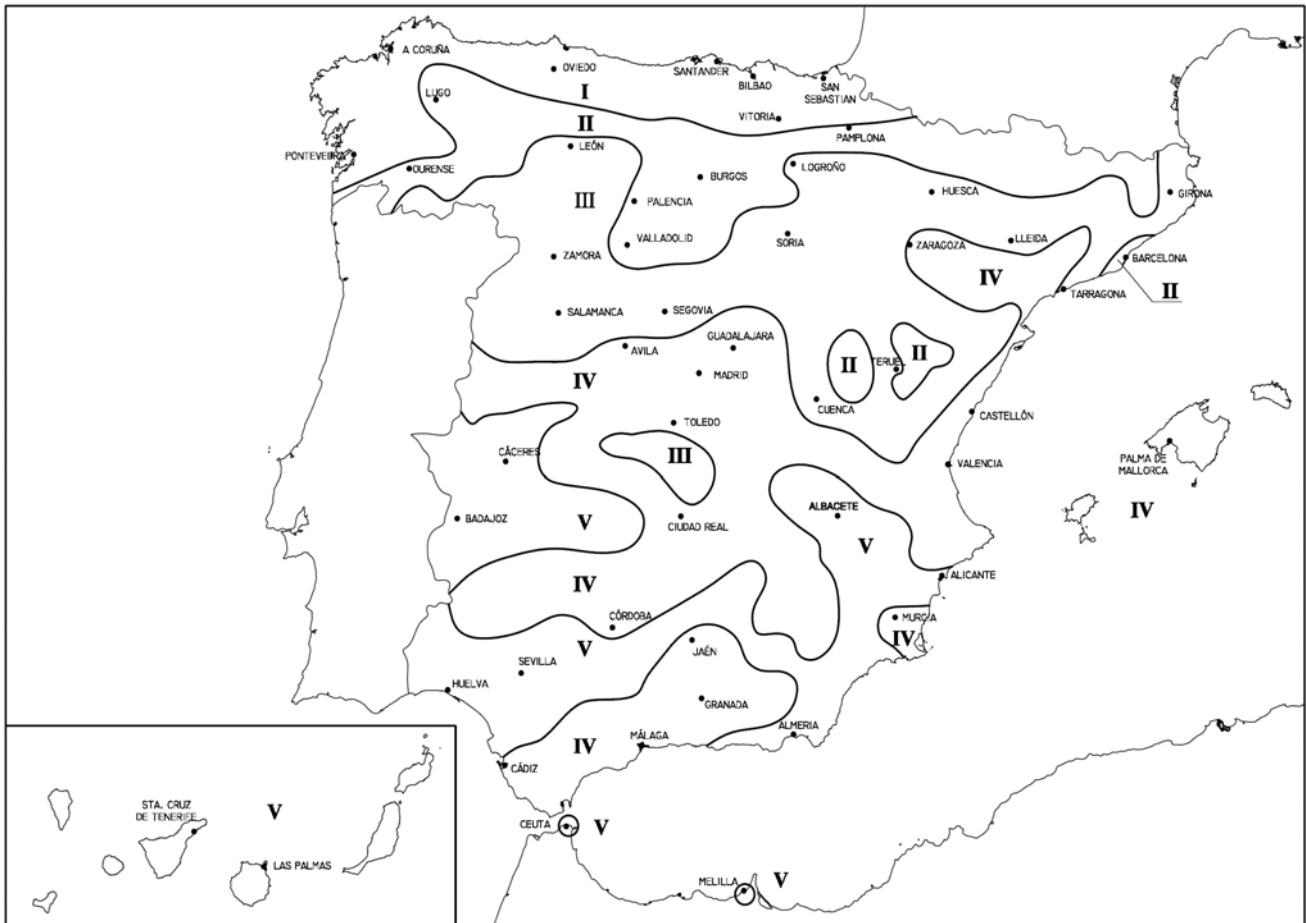 A CORUÑA
OVIEDO
SANTANDER
BILBAO
SAN
SEBASTIAN
LUGO
I
VITORIA
PAMPLONA
II
LEÓN
PONTEVEDRA
OURENSE
LOGROÑO
BURGOS
HUESCA
GIRONA
III
PALENCIA
VALLADOLID
SORIA
ZARAGOZA
LLEIDA
ZAMORA
BARCELONA
IV
II
TARRAGONA
SALAMANCA
SEGOVIA
AVILA
GUADALAJARA
MADRID
II
TERUEL
II
IV
CUENCA
CASTELLÓN
TOLEDO
CÁCERES
III
VALENCIA
PALMA DE
MALLORCA
IV
BADAJOZ
V
CIUDAD REAL
ALBACETE
V
ALICANTE
IV
CÓRDOBA
MURCIA
IV
V
JAÉN
SEVILLA
HUELVA
GRANADA
ALMERIA
IV
MÁLAGA
CÁDIZ
CEUTA
V
MELILLA
V
STA. CRUZ
DE TENERIFE
V
LAS PALMAS